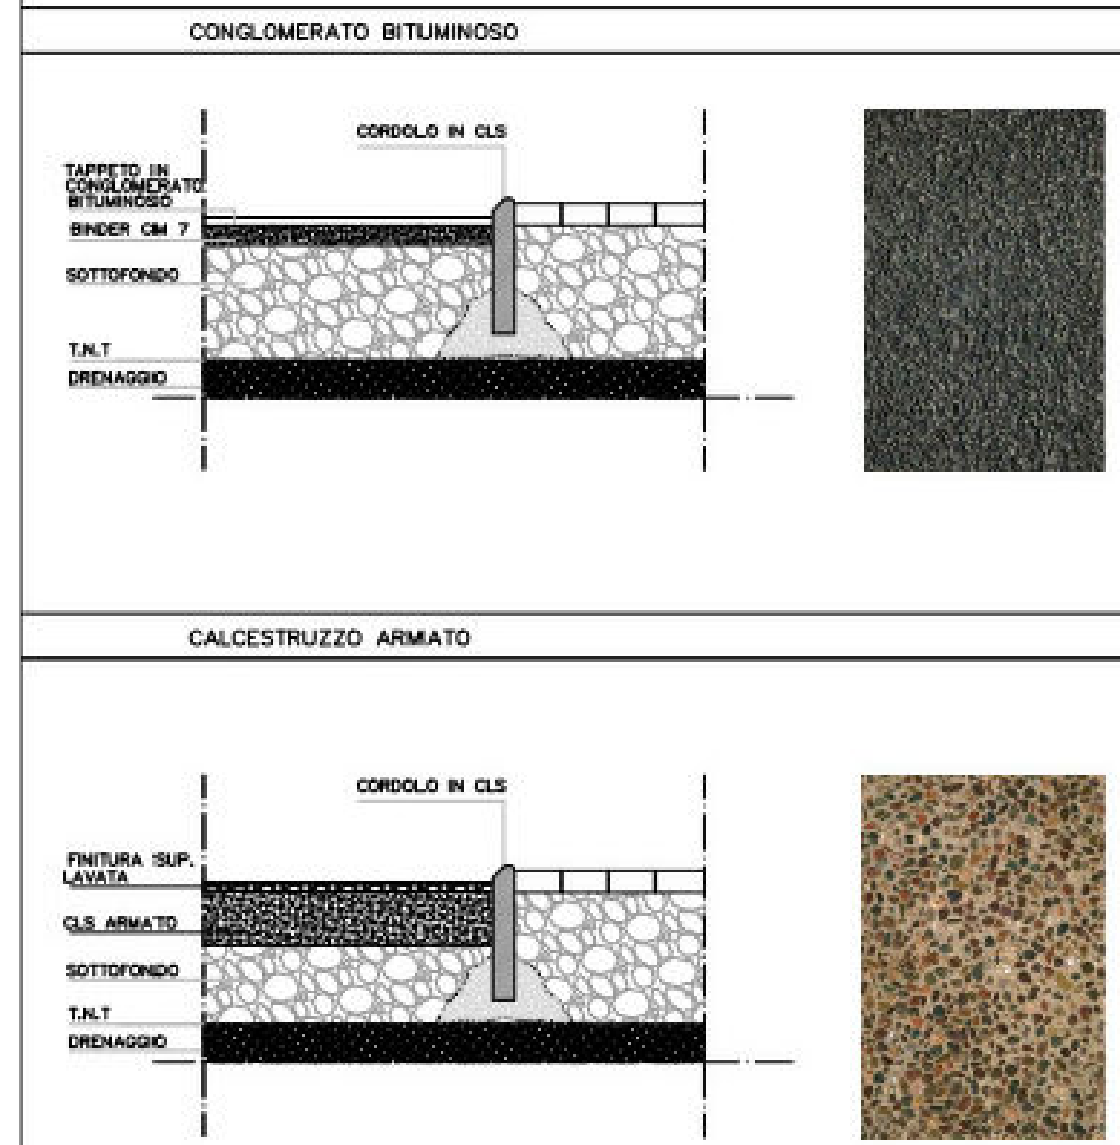 CONGLOMERATO BITUMINOSO
CORDOLO IN CLS
TAPPETO IN
CONGLOMERATO
BITUMINOSO
BINDER CM 7
SOTTOFONDO
T.N.T
DRENAGGIO
CALCESTRUZZO ARMATO
CORDOLO IN CLS
FINITURA SUP.
LAVATA
CLS ARMATO
SOTTOFONDO
T.N.T
DRENAGGIO